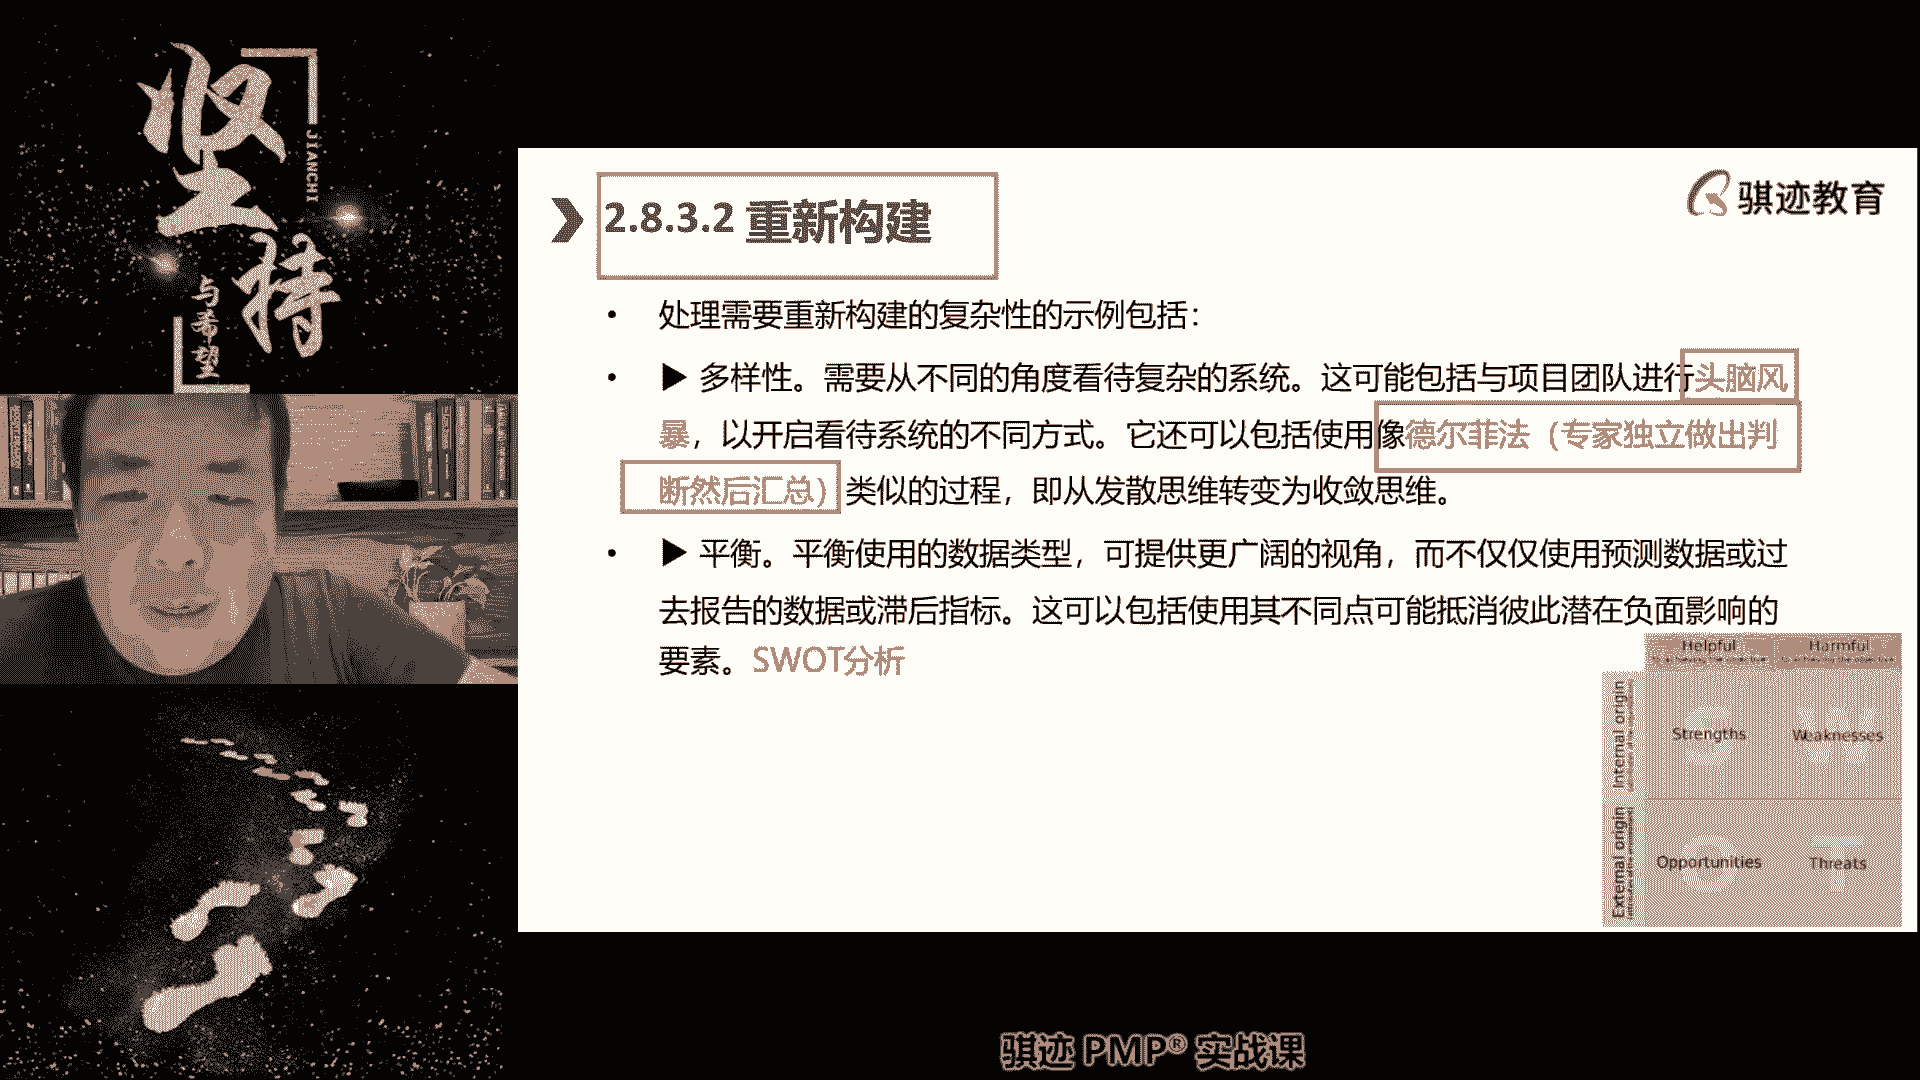 坚持
JIANCHI
与希望
2.8.3.2 重新构建
骐迹教育
• 处理需要重新构建的复杂性的示例包括：
• ▶ 多样性。需要从不同的角度看待复杂的系统。这可能包括与项目团队进行头脑风
暴，以开启看待系统的不同方式。它还可以包括使用像德尔菲法（专家独立做出判
断然后汇总）类似的过程，即从发散思维转变为收敛思维。
• ▶ 平衡。平衡使用的数据类型，可提供更广阔的视角，而不仅仅使用预测数据或过
去报告的数据或滞后指标。这可以包括使用其不同点可能抵消彼此潜在负面影响的
要素。SWOT分析
Helpful
Harmful
Internal origin
Strengths
Weaknesses
External origin
Opportunities
Threats
骐迹 PMP® 实战课